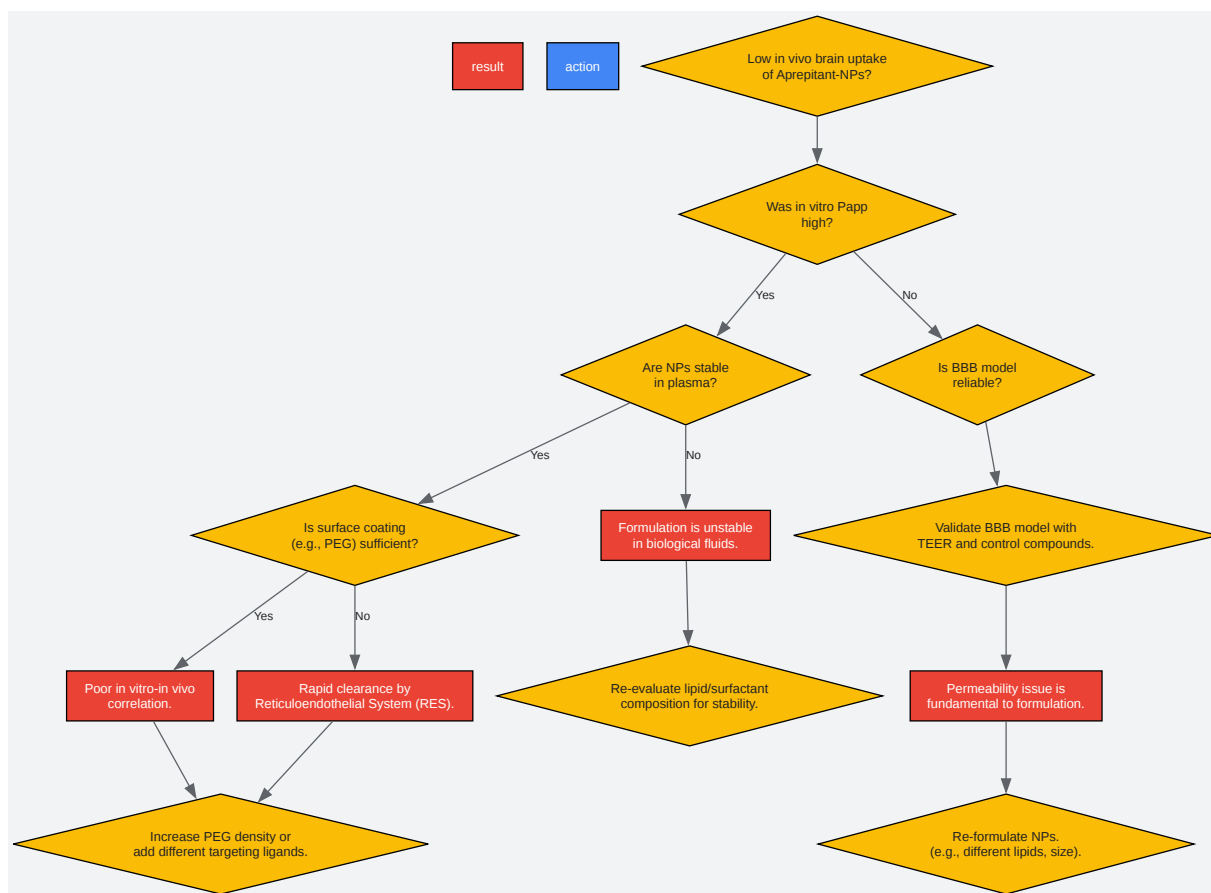 result
action
Low in vivo brain uptake
of Aprepitant-NPs?
Was in vitro Papp
high?
Yes
No
Are NPs stable
in plasma?
Is BBB model
reliable?
Yes
No
Is surface coating
(e.g., PEG) sufficient?
Formulation is unstable
in biological fluids.
Validate BBB model with
TEER and control compounds.
Yes
No
Poor in vitro-in vivo
correlation.
Rapid clearance by
Reticuloendothelial System (RES).
Re-evaluate lipid/surfactant
composition for stability.
Permeability issue is
fundamental to formulation.
Increase PEG density or
add different targeting ligands.
Re-formulate NPs.
(e.g., different lipids, size).